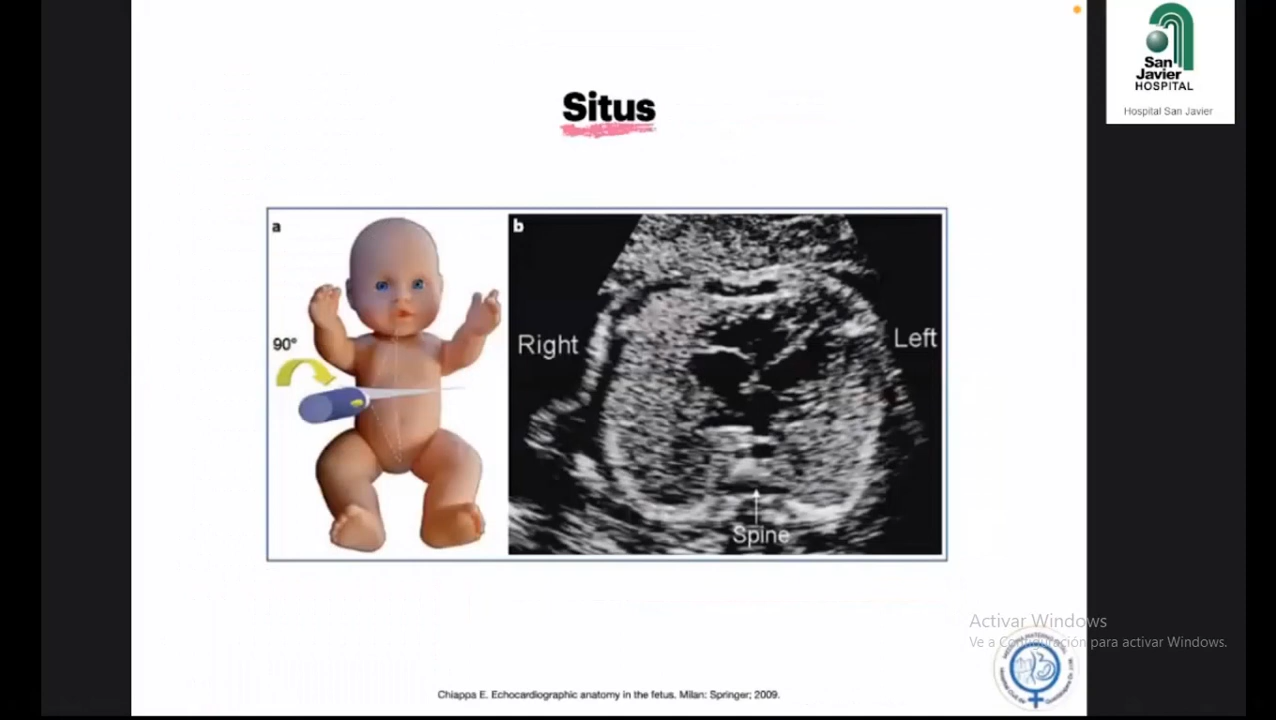 San
Javier
HOSPITAL
Hospital San Javier
Situs
a
b
90°
Right
Left
Spine
Activar Windows
Ve a Configuración para activar Windows.
Chiappa E. Echocardiographic anatomy in the fetus. Milan: Springer; 2009.